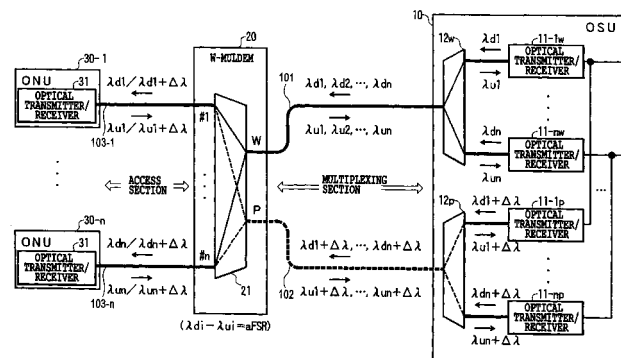 10
OSU
20
W-MULDEM
30-1
ONU
31
OPTICAL
TRANSMITTER/
RECEIVER
103-1
λd1/λd1+Δλ
λu1/λu1+Δλ
#1
W
101
λd1, λd2, ···, λdn
λu1, λu2, ···, λun
12w
λd1
λu1
11-1w
OPTICAL
TRANSMITTER/
RECEIVER
λdn
λun
11-nw
OPTICAL
TRANSMITTER/
RECEIVER
ACCESS
SECTION
MULTIPLEXING
SECTION
30-n
ONU
31
OPTICAL
TRANSMITTER/
RECEIVER
103-n
λdn/λdn+Δλ
λun/λun+Δλ
#n
P
21
102
λd1+Δλ, ···, λdn+Δλ
λu1+Δλ, ···, λun+Δλ
12p
λd1+Δλ
λu1+Δλ
11-1p
OPTICAL
TRANSMITTER/
RECEIVER
λdn+Δλ
λun+Δλ
11-np
OPTICAL
TRANSMITTER/
RECEIVER
(λdi−λui=aFSR)